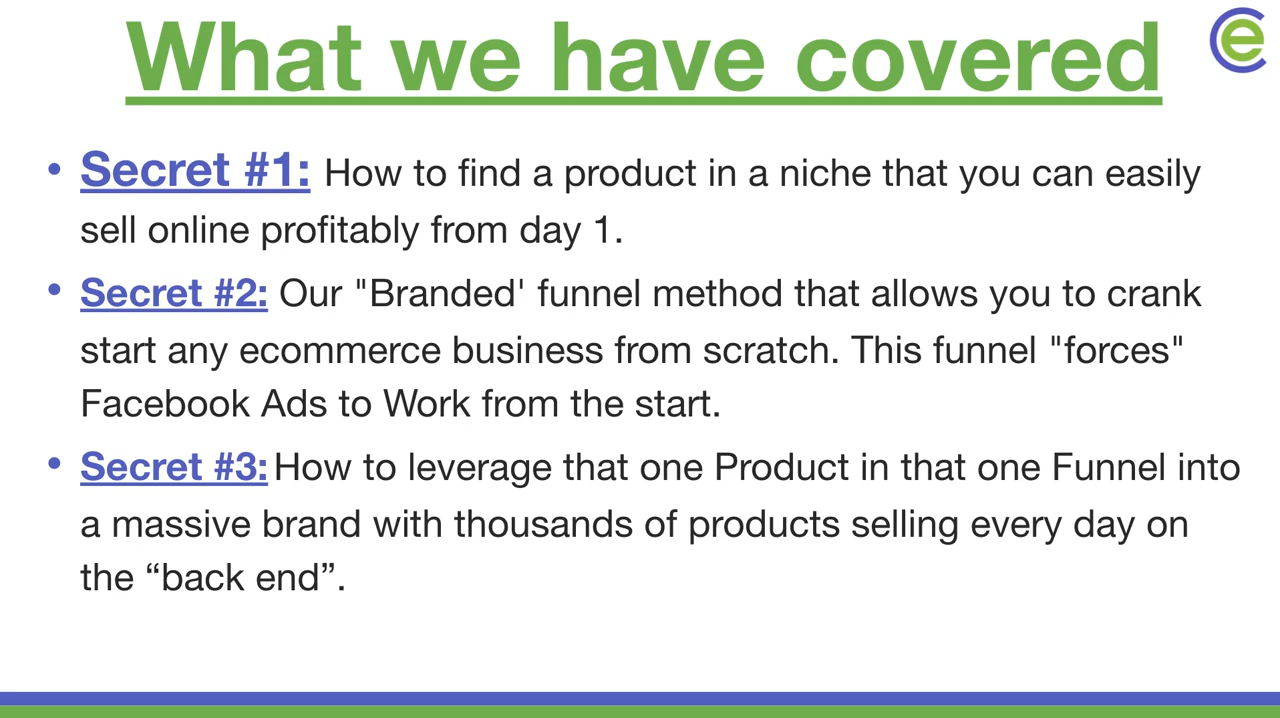 What we have covered
• Secret #1: How to find a product in a niche that you can easily
sell online profitably from day 1.
• Secret #2: Our "Branded' funnel method that allows you to crank
start any ecommerce business from scratch. This funnel "forces"
Facebook Ads to Work from the start.
• Secret #3: How to leverage that one Product in that one Funnel into
a massive brand with thousands of products selling every day on
the “back end”.